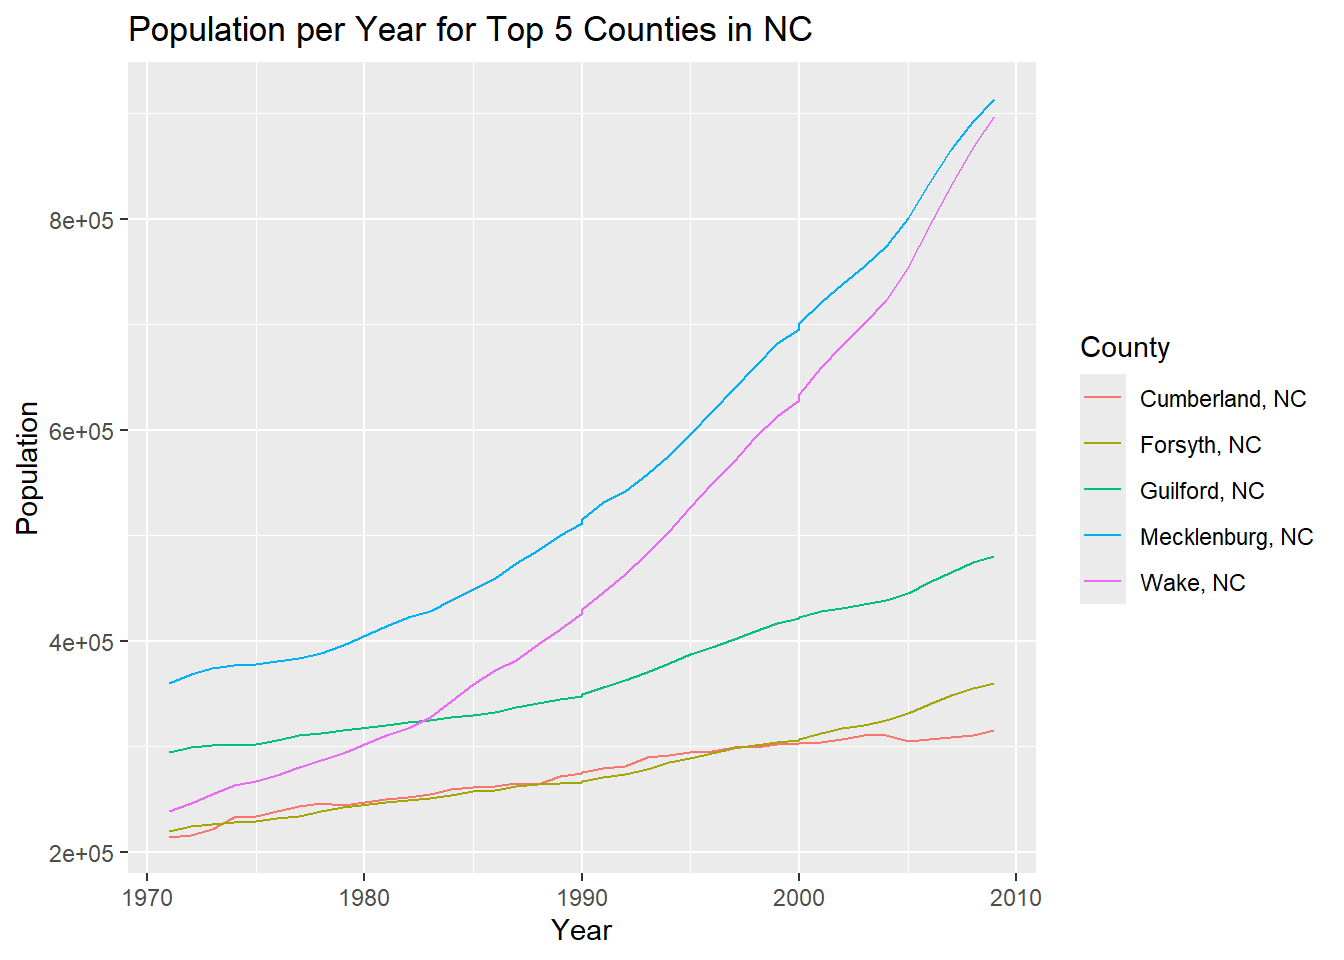 Population per Year for Top 5 Counties in NC
Population
8e+05
6e+05
4e+05
2e+05
1970 1980 1990 2000 2010
Year
County
Cumberland, NC
Forsyth, NC
Guilford, NC
Mecklenburg, NC
Wake, NC